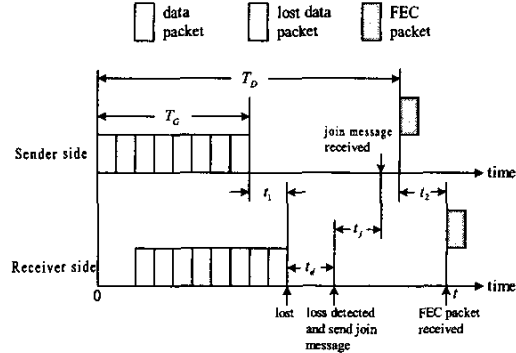 data packet
lost data packet
FEC packet
T_D
T_G
join message received
Sender side
time
t_1
t_2
t_j
Receiver side
t_d
0
lost
loss detected and send join message
t
FEC packet received
time